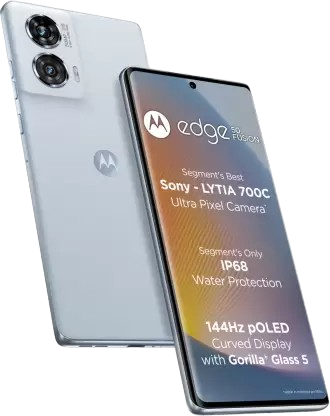 edge 50
FUSION
Segment's Best
Sony - LYTIA 700C
Ultra Pixel Camera
Segment's Only
IP68
Water Protection
144Hz pOLED
Curved Display
with Gorilla® Glass 5